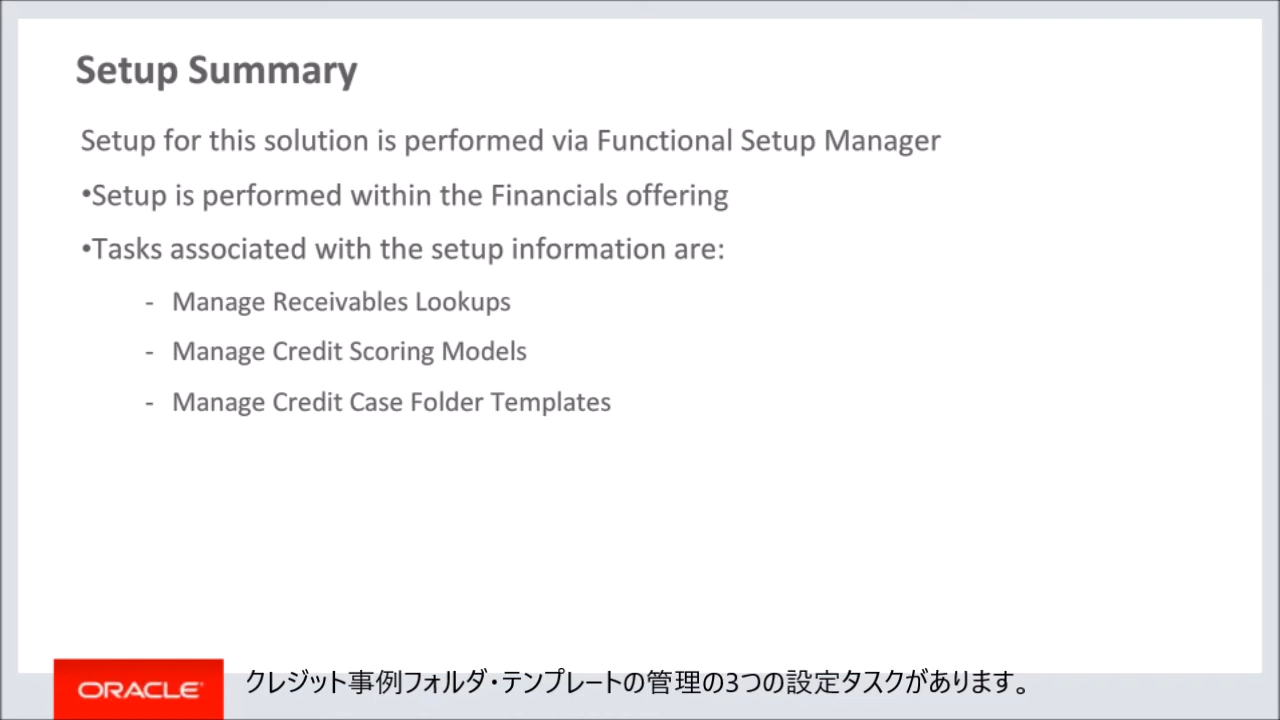 Setup Summary
Setup for this solution is performed via Functional Setup Manager
•Setup is performed within the Financials offering
•Tasks associated with the setup information are:
- Manage Receivables Lookups
- Manage Credit Scoring Models
- Manage Credit Case Folder Templates
ORACLE
クレジット事例フォルダ・テンプレートの管理の3つの設定タスクがあります。